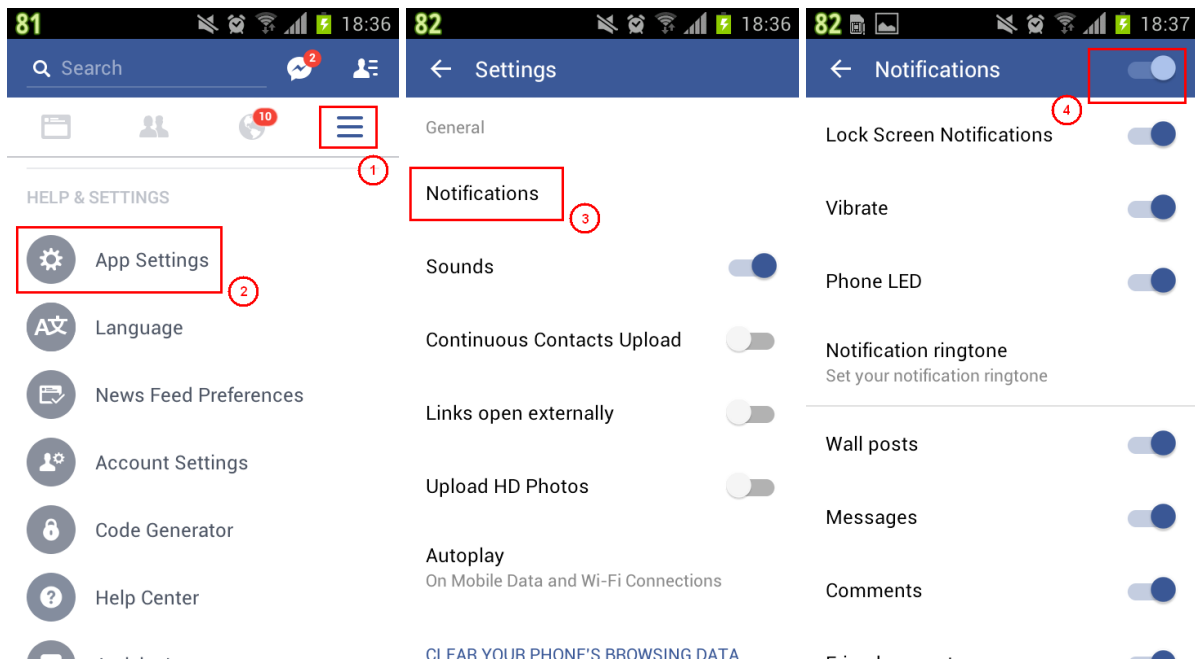 81
18:36
Search
2
10
1
HELP & SETTINGS
App Settings
2
A文
Language
News Feed Preferences
Account Settings
Code Generator
?
Help Center
82
18:36
Settings
General
Notifications
3
Sounds
Continuous Contacts Upload
Links open externally
Upload HD Photos
Autoplay
On Mobile Data and Wi-Fi Connections
CLEAR YOUR PHONE'S BROWSING DATA
82
18:37
Notifications
4
Lock Screen Notifications
Vibrate
Phone LED
Notification ringtone
Set your notification ringtone
Wall posts
Messages
Comments